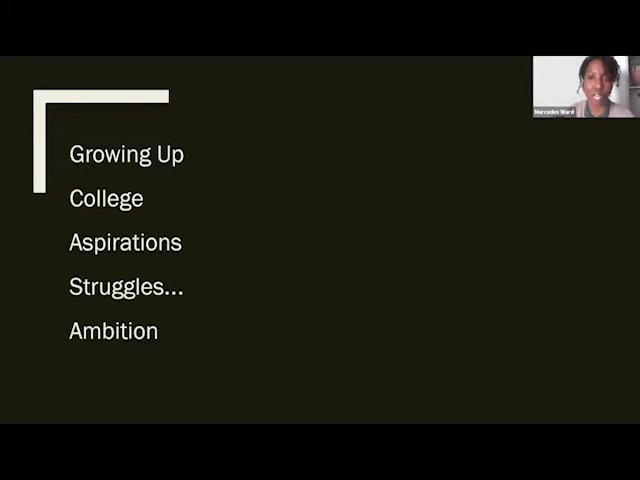 Mercedes Ward
Growing Up
College
Aspirations
Struggles...
Ambition